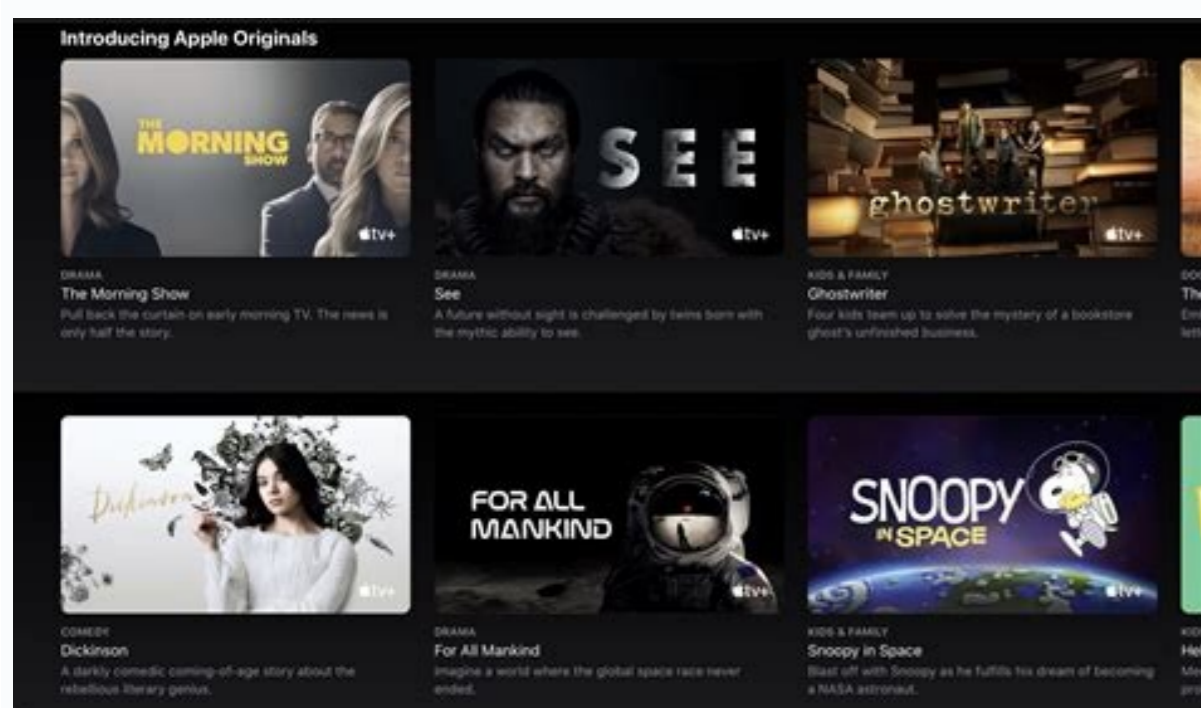 Introducing Apple Originals
THE
MORNING
SHOW
tv+
SEE
tv+
ghostwriter
tv+
DRAMA
The Morning Show
Pull back the curtain on early morning TV. The news is
only half the story.
DRAMA
See
A future without sight is challenged by twins born with
the mythic ability to see.
KIDS & FAMILY
Ghostwriter
Four kids team up to solve the mystery of a bookstore
ghost's unfinished business.
Th
Dickinson
tv+
FOR ALL
MANKIND
tv+
SNOOPY
IN SPACE
tv+
COMEDY
Dickinson
A darkly comedic coming-of-age story about the
rebellious literary genius.
DRAMA
For All Mankind
Imagine a world where the global space race never
ended.
KIDS & FAMILY
Snoopy in Space
Blast off with Snoopy as he fulfills his dream of becoming
a NASA astronaut.
He